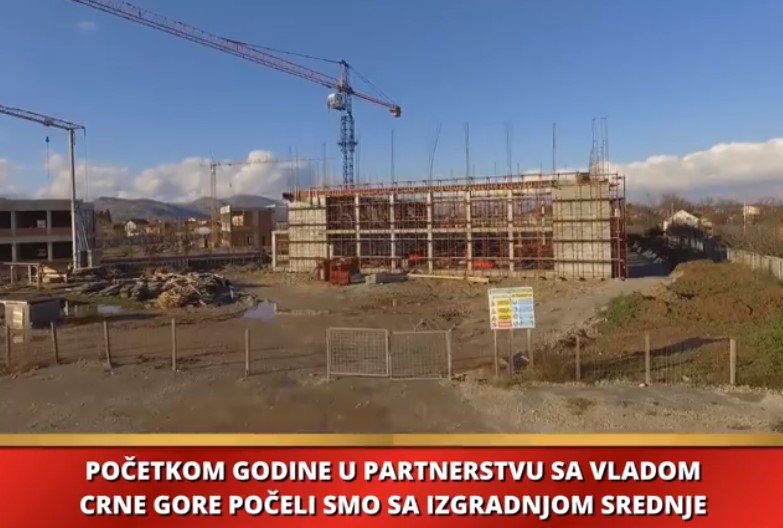 POČETKOM GODINE U PARTNERSTVU SA VLADOM
CRNE GORE POČELI SMO SA IZGRADNJOM SREDNJE